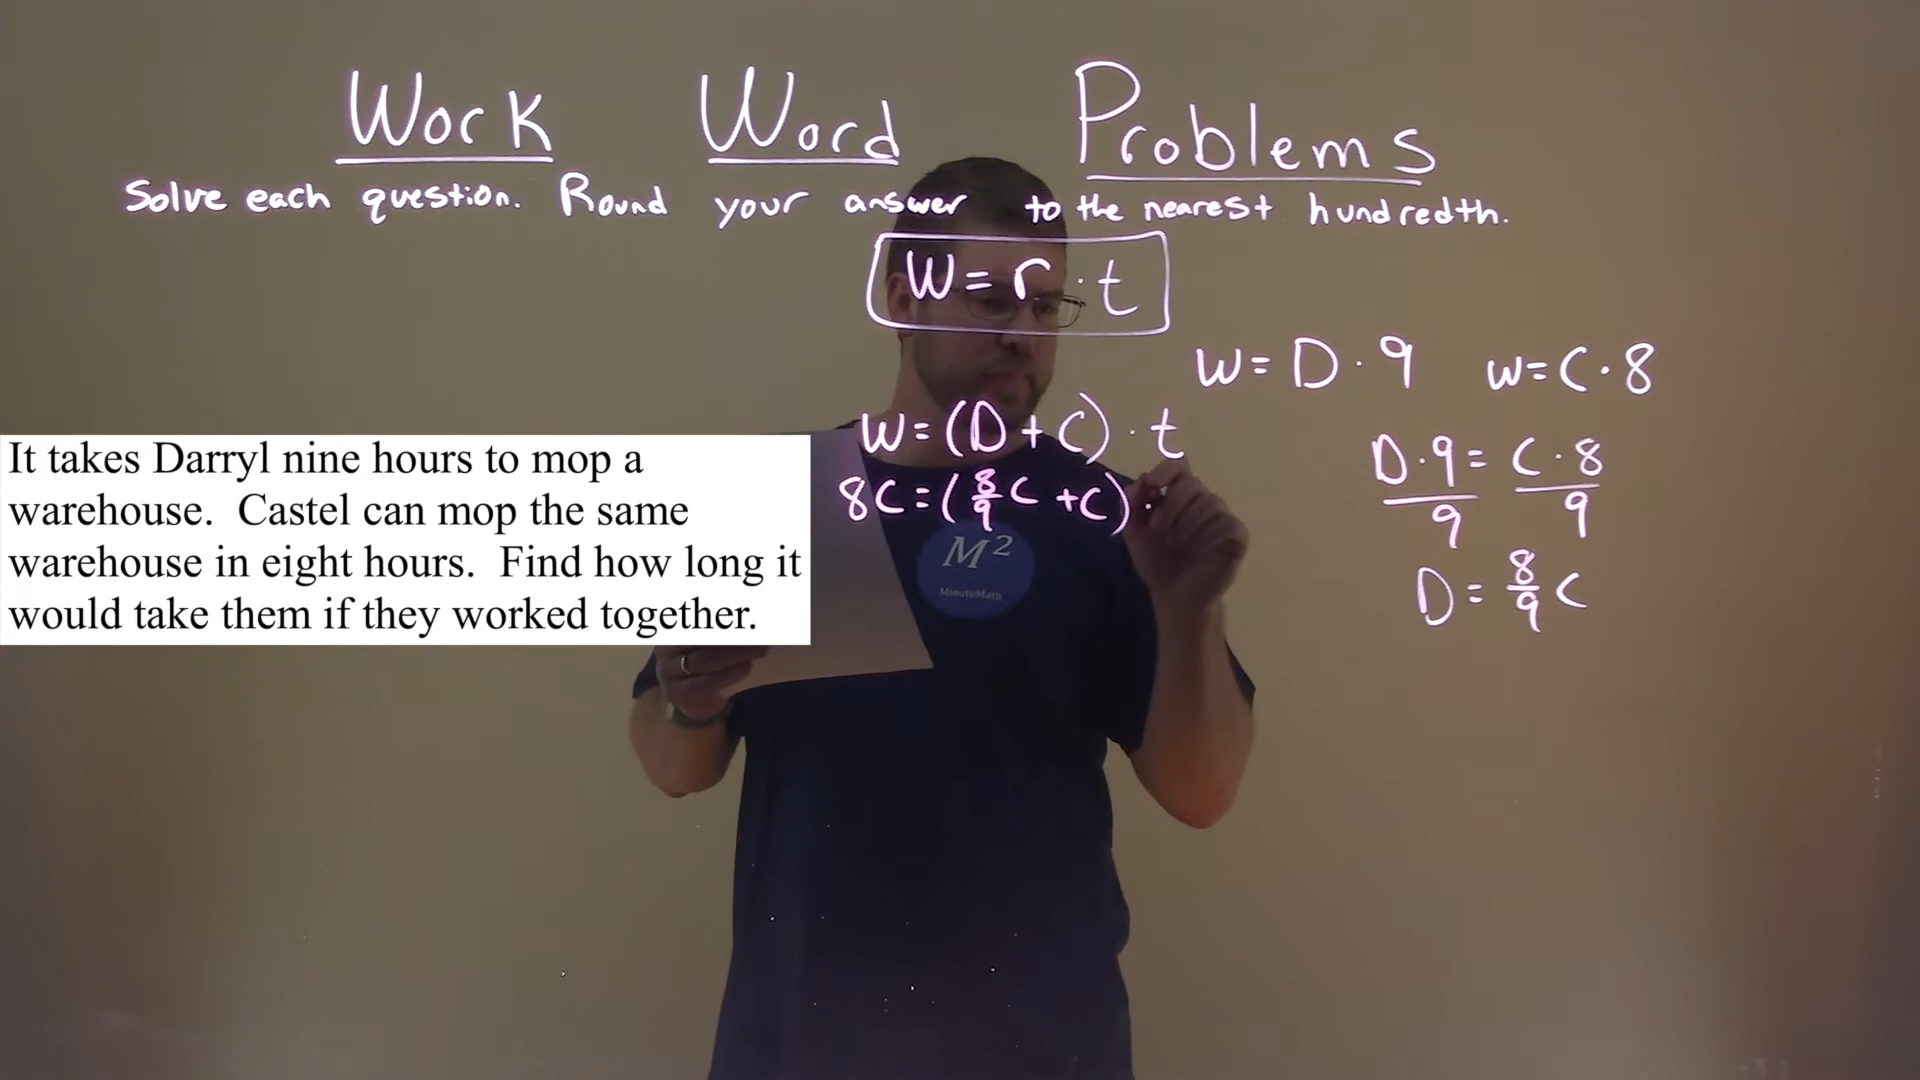 Work Word Problems
Solve each question. Round your answer to the nearest hundredth.
W = r · t
W = D · 9 W = C · 8
W = (D + C) · t
8C = (8/9 C + C) ·
D · 9 = C · 8
9 9
D = 8/9 C
It takes Darryl nine hours to mop a
warehouse. Castel can mop the same
warehouse in eight hours. Find how long it
would take them if they worked together.
M²
MinuteMath